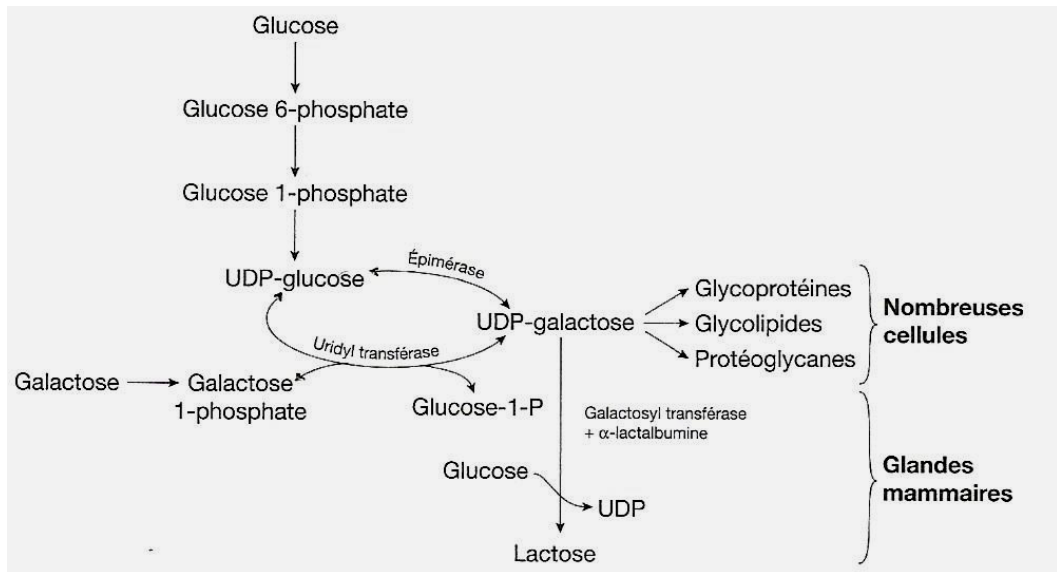 Glucose
Glucose 6-phosphate
Glucose 1-phosphate
UDP-glucose
Épimérase
UDP-galactose
Glycoprotéines
Glycolipides
Protéoglycanes
Nombreuses
cellules
Uridyl transférase
Galactose
Galactose
1-phosphate
Glucose-1-P
Galactosyl transférase
+ α-lactalbumine
Glucose
UDP
Lactose
Glandes
mammaires